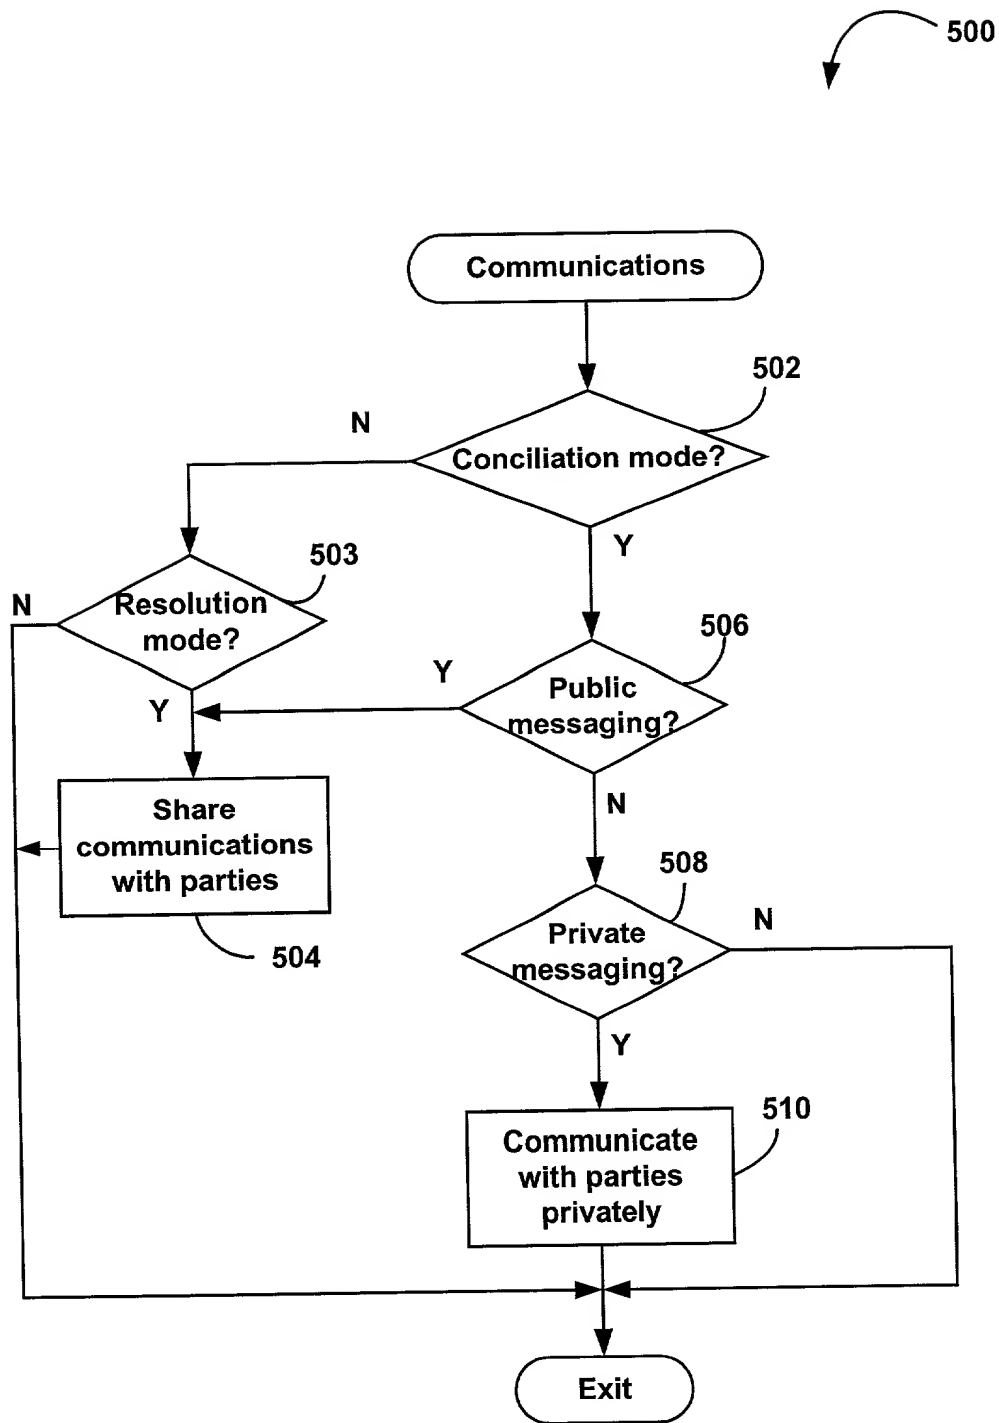 500
Communications
502
N
Conciliation mode?
Y
503
N
Resolution
mode?
506
Y
Public
messaging?
Y
N
Share
communications
with parties
504
508
N
Private
messaging?
Y
510
Communicate
with parties
privately
Exit